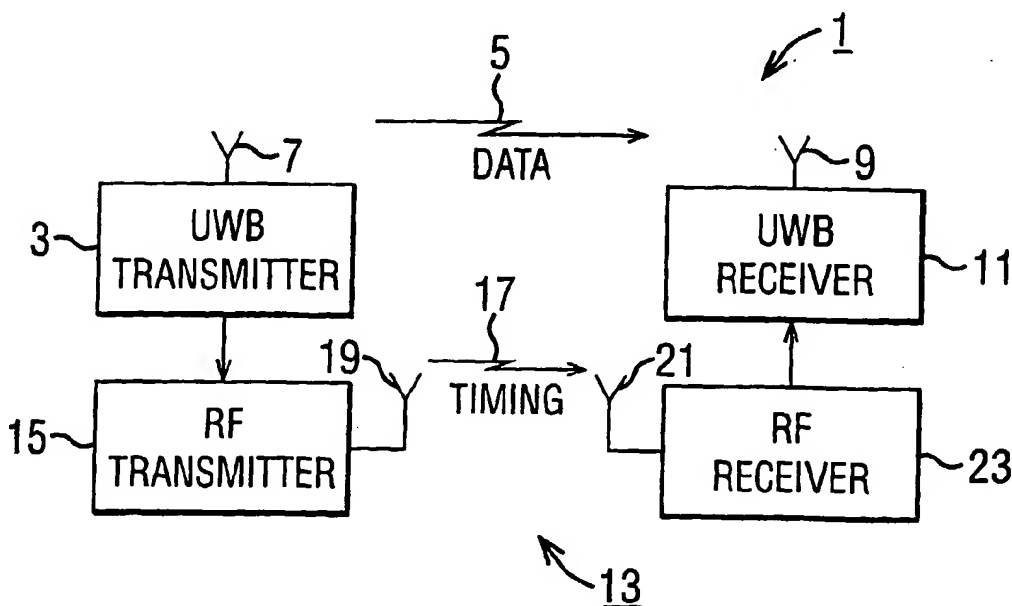 1
5
DATA
7
9
3
UWB
TRANSMITTER
UWB
RECEIVER
11
17
19
TIMING
21
15
RF
TRANSMITTER
RF
RECEIVER
23
13